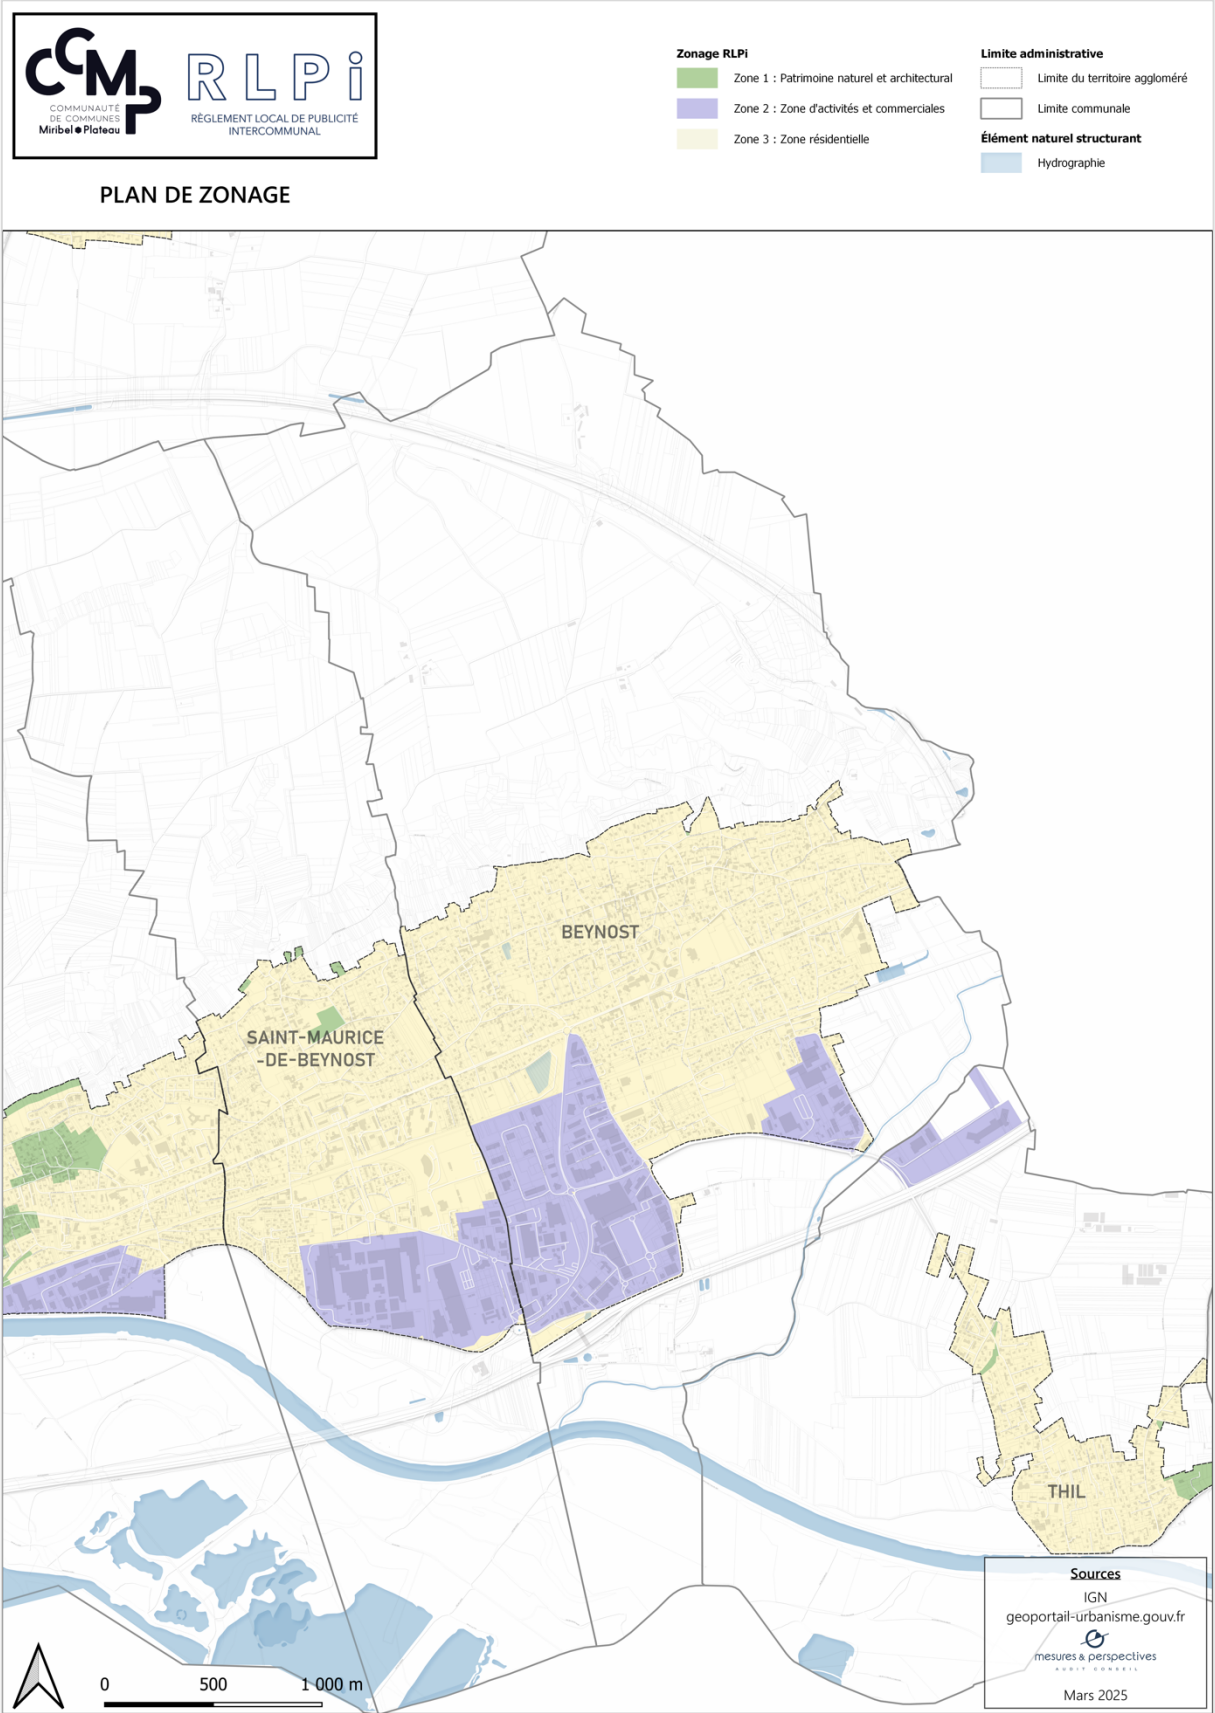 CCMP
COMMUNAUTÉ
DE COMMUNES
Miribel Plateau
RLPi
RÈGLEMENT LOCAL DE PUBLICITÉ
INTERCOMMUNAL
PLAN DE ZONAGE
Zonage RLPi
Zone 1 : Patrimoine naturel et architectural
Zone 2 : Zone d'activités et commerciales
Zone 3 : Zone résidentielle
Limite administrative
Limite du territoire aggloméré
Limite communale
Élément naturel structurant
Hydrographie
BEYNOST
SAINT-MAURICE
-DE-BEYNOST
THIL
0 500 1 000 m
Sources
IGN
geoportail-urbanisme.gouv.fr
mesures & perspectives
AUDIT CONSEIL
Mars 2025